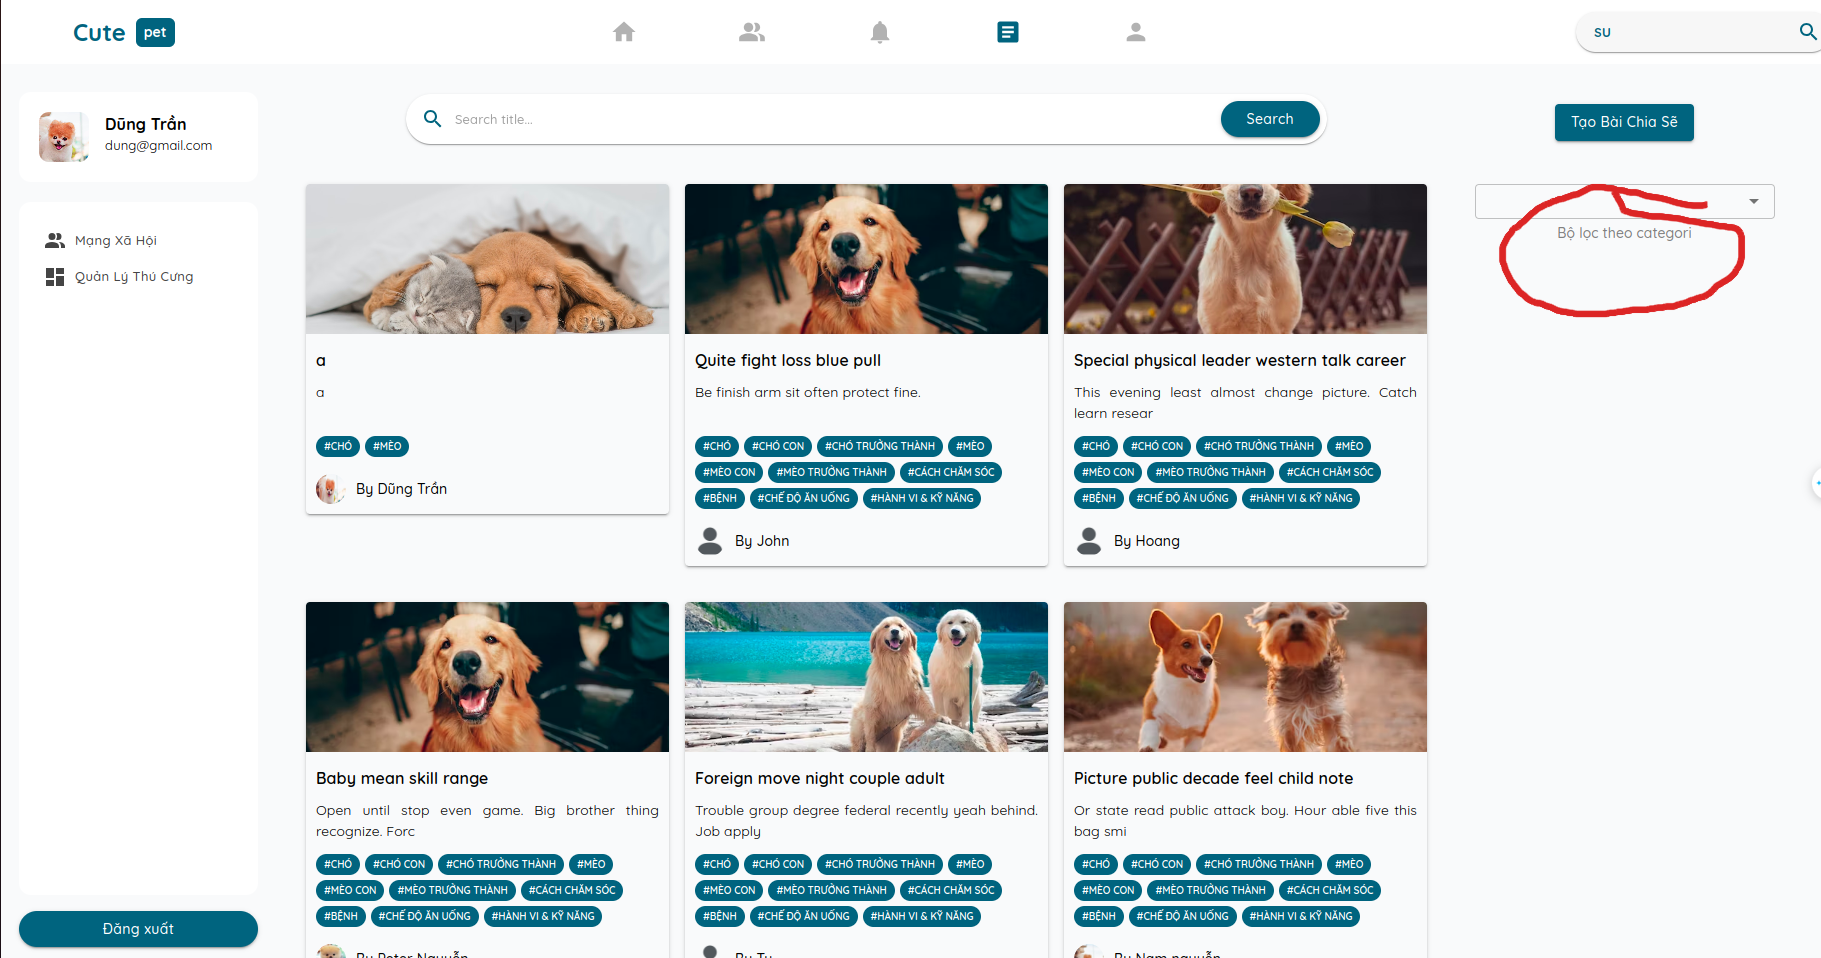 Cute pet
su
Dũng Trần
dung@gmail.com
Search title...
Search
Tạo Bài Chia Sẽ
Mạng Xã Hội
Quản Lý Thú Cưng
Bộ lọc theo categori
a
a
#CHÓ #MÈO
By Dũng Trần
Quite fight loss blue pull
Be finish arm sit often protect fine.
#CHÓ #CHÓ CON #CHÓ TRƯỞNG THÀNH #MÈO
#MÈO CON #MÈO TRƯỞNG THÀNH #CÁCH CHĂM SÓC
#BỆNH #CHẾ ĐỘ ĂN UỐNG #HÀNH VI & KỸ NĂNG
By John
Special physical leader western talk career
This evening least almost change picture. Catch
learn resear
#CHÓ #CHÓ CON #CHÓ TRƯỞNG THÀNH #MÈO
#MÈO CON #MÈO TRƯỞNG THÀNH #CÁCH CHĂM SÓC
#BỆNH #CHẾ ĐỘ ĂN UỐNG #HÀNH VI & KỸ NĂNG
By Hoang
Baby mean skill range
Open until stop even game. Big brother thing
recognize. Forc
#CHÓ #CHÓ CON #CHÓ TRƯỞNG THÀNH #MÈO
#MÈO CON #MÈO TRƯỞNG THÀNH #CÁCH CHĂM SÓC
#BỆNH #CHẾ ĐỘ ĂN UỐNG #HÀNH VI & KỸ NĂNG
By Peter Nguyễn
Foreign move night couple adult
Trouble group degree federal recently yeah behind.
Job apply
#CHÓ #CHÓ CON #CHÓ TRƯỞNG THÀNH #MÈO
#MÈO CON #MÈO TRƯỞNG THÀNH #CÁCH CHĂM SÓC
#BỆNH #CHẾ ĐỘ ĂN UỐNG #HÀNH VI & KỸ NĂNG
By
Picture public decade feel child note
Or state read public attack boy. Hour able five this
bag smi
#CHÓ #CHÓ CON #CHÓ TRƯỞNG THÀNH #MÈO
#MÈO CON #MÈO TRƯỞNG THÀNH #CÁCH CHĂM SÓC
#BỆNH #CHẾ ĐỘ ĂN UỐNG #HÀNH VI & KỸ NĂNG
By Nam nguyễn
Đăng xuất